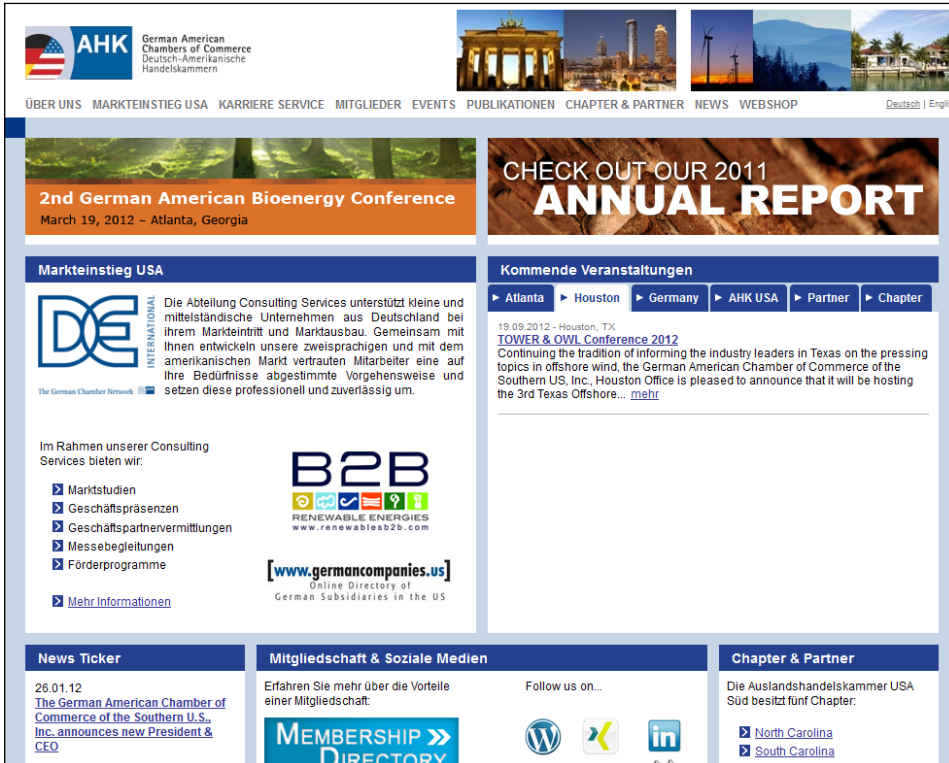 AHK
German American
Chambers of Commerce
Deutsch-Amerikanische
Handelskammern
ÜBER UNS MARKTEINSTIEG USA KARRIERE SERVICE MITGLIEDER EVENTS PUBLIKATIONEN CHAPTER & PARTNER NEWS WEBSHOP
Deutsch | Engli
2nd German American Bioenergy Conference
March 19, 2012 – Atlanta, Georgia
CHECK OUT OUR 2011
ANNUAL REPORT
Markteinstieg USA
DE
INTERNATIONAL
The German Chamber Network
Die Abteilung Consulting Services unterstützt kleine und
mittelständische Unternehmen aus Deutschland bei
ihrem Markteintritt und Marktausbau. Gemeinsam mit
Ihnen entwickeln unsere zweisprachigen und mit dem
amerikanischen Markt vertrauten Mitarbeiter eine auf
Ihre Bedürfnisse abgestimmte Vorgehensweise und
setzen diese professionell und zuverlässig um.
Im Rahmen unserer Consulting
Services bieten wir:
Marktstudien
Geschäftspräsenzen
Geschäftspartnervermittlungen
Messebegleitungen
Förderprogramme
Mehr Informationen
B2B
RENEWABLE ENERGIES
www.renewablesb2b.com
[www.germancompanies.us]
Online Directory of
German Subsidiaries in the US
Kommende Veranstaltungen
Atlanta
Houston
Germany
AHK USA
Partner
Chapter
19.09.2012 - Houston, TX
TOWER & OWL Conference 2012
Continuing the tradition of informing the industry leaders in Texas on the pressing
topics in offshore wind, the German American Chamber of Commerce of the
Southern US, Inc., Houston Office is pleased to announce that it will be hosting
the 3rd Texas Offshore... mehr
News Ticker
26.01.12
The German American Chamber of
Commerce of the Southern U.S.,
Inc. announces new President &
CEO
Mitgliedschaft & Soziale Medien
Erfahren Sie mehr über die Vorteile
einer Mitgliedschaft:
MEMBERSHIP
DIRECTORY
Follow us on...
in
Chapter & Partner
Die Auslandshandelskammer USA
Süd besitzt fünf Chapter:
North Carolina
South Carolina